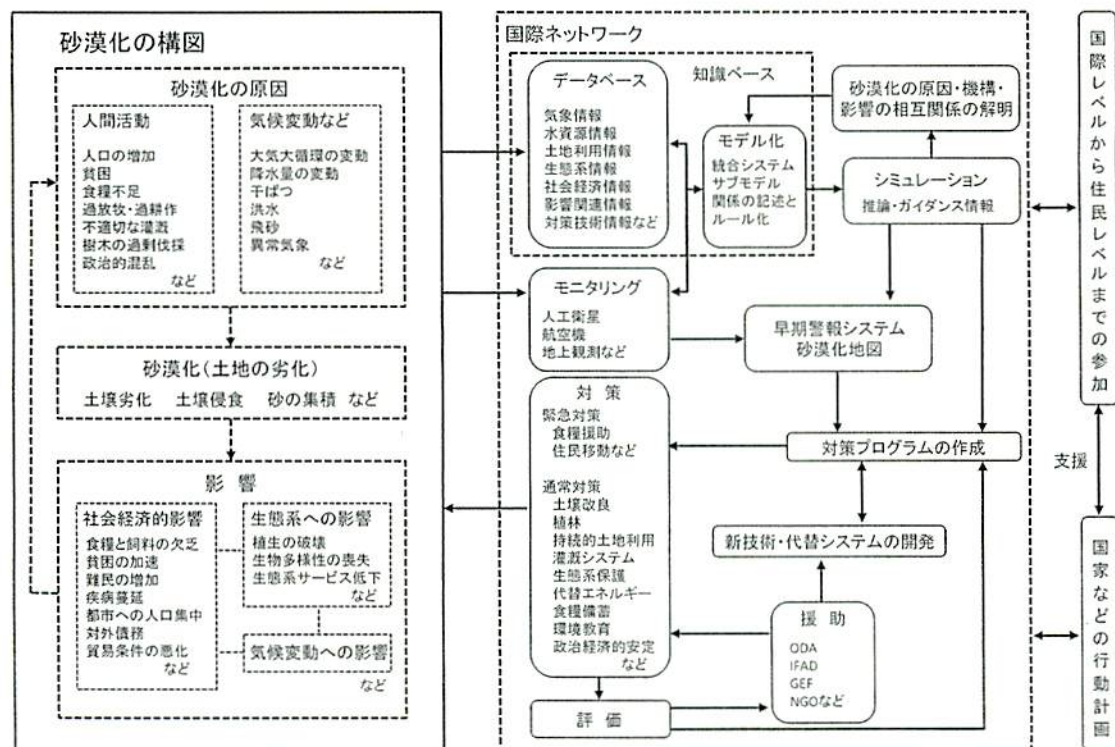 砂漠化の構図
砂漠化の原因
人間活動
人口の増加
貧困
食糧不足
過放牧・過耕作
不適切な灌漑
樹木の過剰伐採
政治的混乱
など
気候変動など
大気大循環の変動
降水量の変動
干ばつ
洪水
飛砂
異常気象
など
砂漠化(土地の劣化)
土壌劣化 土壌侵食 砂の集積 など
影 響
社会経済的影響
食糧と飼料の欠乏
貧困の加速
難民の増加
疾病蔓延
都市への人口集中
対外債務
貿易条件の悪化
など
生態系への影響
植生の破壊
生物多様性の喪失
生態系サービス低下
など
気候変動への影響
など
国際ネットワーク
知識ベース
データベース
気象情報
水資源情報
土地利用情報
生態系情報
社会経済情報
影響関連情報
対策技術情報など
モデル化
統合システム
サブモデル
関係の記述と
ルール化
砂漠化の原因・機構・
影響の相互関係の解明
シミュレーション
推論・ガイダンス情報
モニタリング
人工衛星
航空機
地上観測など
早期警報システム
砂漠化地図
対 策
緊急対策
食糧援助
住民移動など
通常対策
土壌改良
植林
持続的土地利用
灌漑システム
生態系保護
代替エネルギー
食糧備蓄
環境教育
政治経済的安定
など
対策プログラムの作成
新技術・代替システムの開発
援 助
ODA
IFAD
GEF
NGOなど
評 価
国際レベルから住民レベルまでの参加
支援
国家などの行動計画